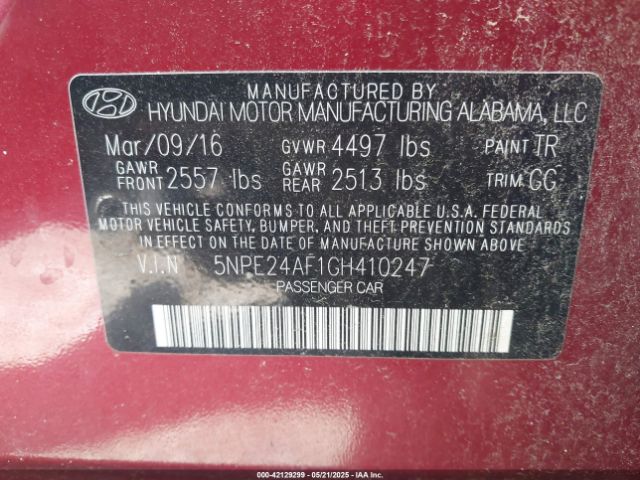 MANUFACTURED BY
HYUNDAI MOTOR MANUFACTURING ALABAMA, LLC
Mar/09/16 GVWR 4497 lbs PAINT TR
GAWR FRONT 2557 lbs GAWR REAR 2513 lbs TRIM GG
THIS VEHICLE CONFORMS TO ALL APPLICABLE U.S.A. FEDERAL
MOTOR VEHICLE SAFETY, BUMPER, AND THEFT PREVENTION
STANDARDS IN EFFECT ON THE DATE OF MANUFACTURE SHOWN ABOVE.
V.I.N 5NPE24AF1GH410247
PASSENGER CAR
000-42129299 - 05/21/2025 - IAAI.COM